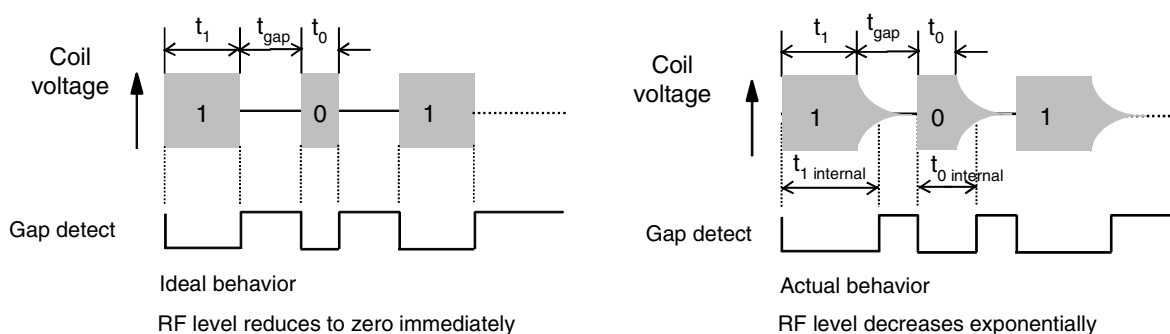 t1 tgap t0
Coil voltage
1 0 1
Gap detect
Ideal behavior
RF level reduces to zero immediately
t1 tgap t0
Coil voltage
1 0 1
t1 internal t0 internal
Gap detect
Actual behavior
RF level decreases exponentially